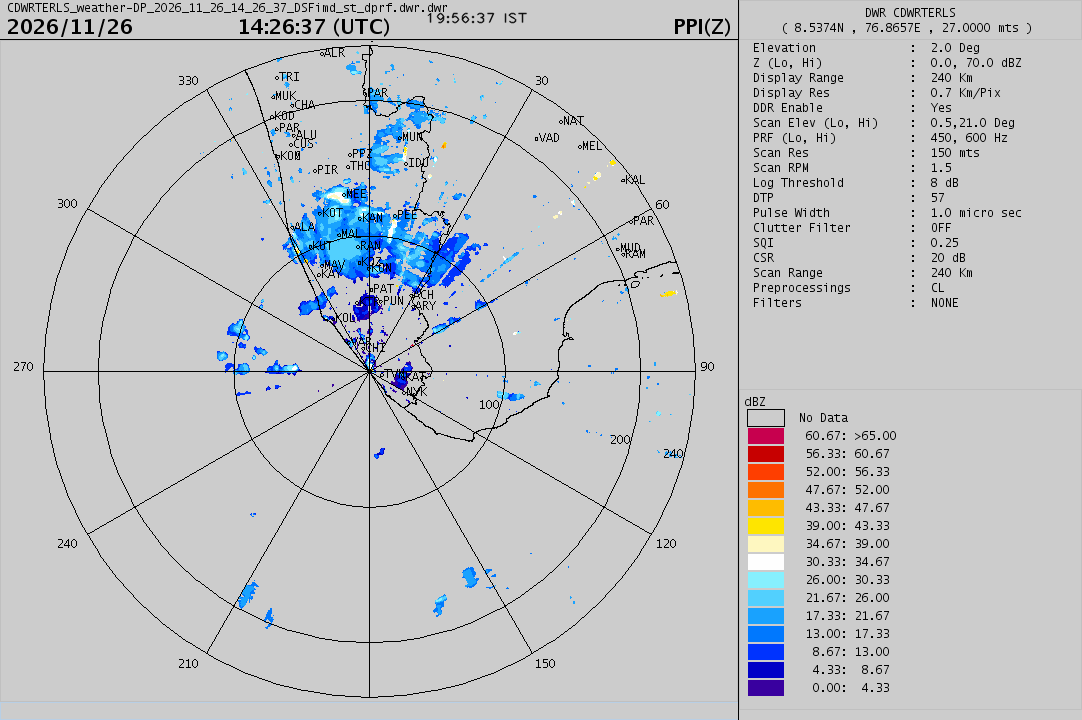 CDWRTERLS_weather-DP_2026_11_26_14_26_37_DSFimd_st_dprf.dwr.dwr
19:56:37 IST
2026/11/26 14:26:37 (UTC) PPI(Z)
DWR CDWRTERLS
( 8.5374N , 76.8657E , 27.0000 mts )
Elevation : 2.0 Deg
Z (Lo, Hi) : 0.0, 70.0 dBZ
Display Range : 240 Km
Display Res : 0.7 Km/Pix
DDR Enable : Yes
Scan Elev (Lo, Hi) : 0.5,21.0 Deg
PRF (Lo, Hi) : 450, 600 Hz
Scan Res : 150 mts
Scan RPM : 1.5
Log Threshold : 8 dB
DTP : 57
Pulse Width : 1.0 micro sec
Clutter Filter : OFF
SQI : 0.25
CSR : 20 dB
Scan Range : 240 Km
Preprocessings : CL
Filters : NONE
ALR
330
TRI
30
MUK
PAR
CHA
KOD
NAT
PAR
ALU
MUN
VAD
CUS
MEL
KOM
PPJ
THO
IDU
PIR
KAL
MEE
300
60
KOT
KAN
PEE
PAR
ALA
MAL
KUT
RAN
MUD
RAM
MAV
KOZ
KON
KAY
PAT
ACH
PUN
ARY
KOL
VAR
CHI
270
90
TVM
KAT
NYK
100
200
240
240
120
210
150
dBZ
No Data
60.67: >65.00
56.33: 60.67
52.00: 56.33
47.67: 52.00
43.33: 47.67
39.00: 43.33
34.67: 39.00
30.33: 34.67
26.00: 30.33
21.67: 26.00
17.33: 21.67
13.00: 17.33
8.67: 13.00
4.33: 8.67
0.00: 4.33